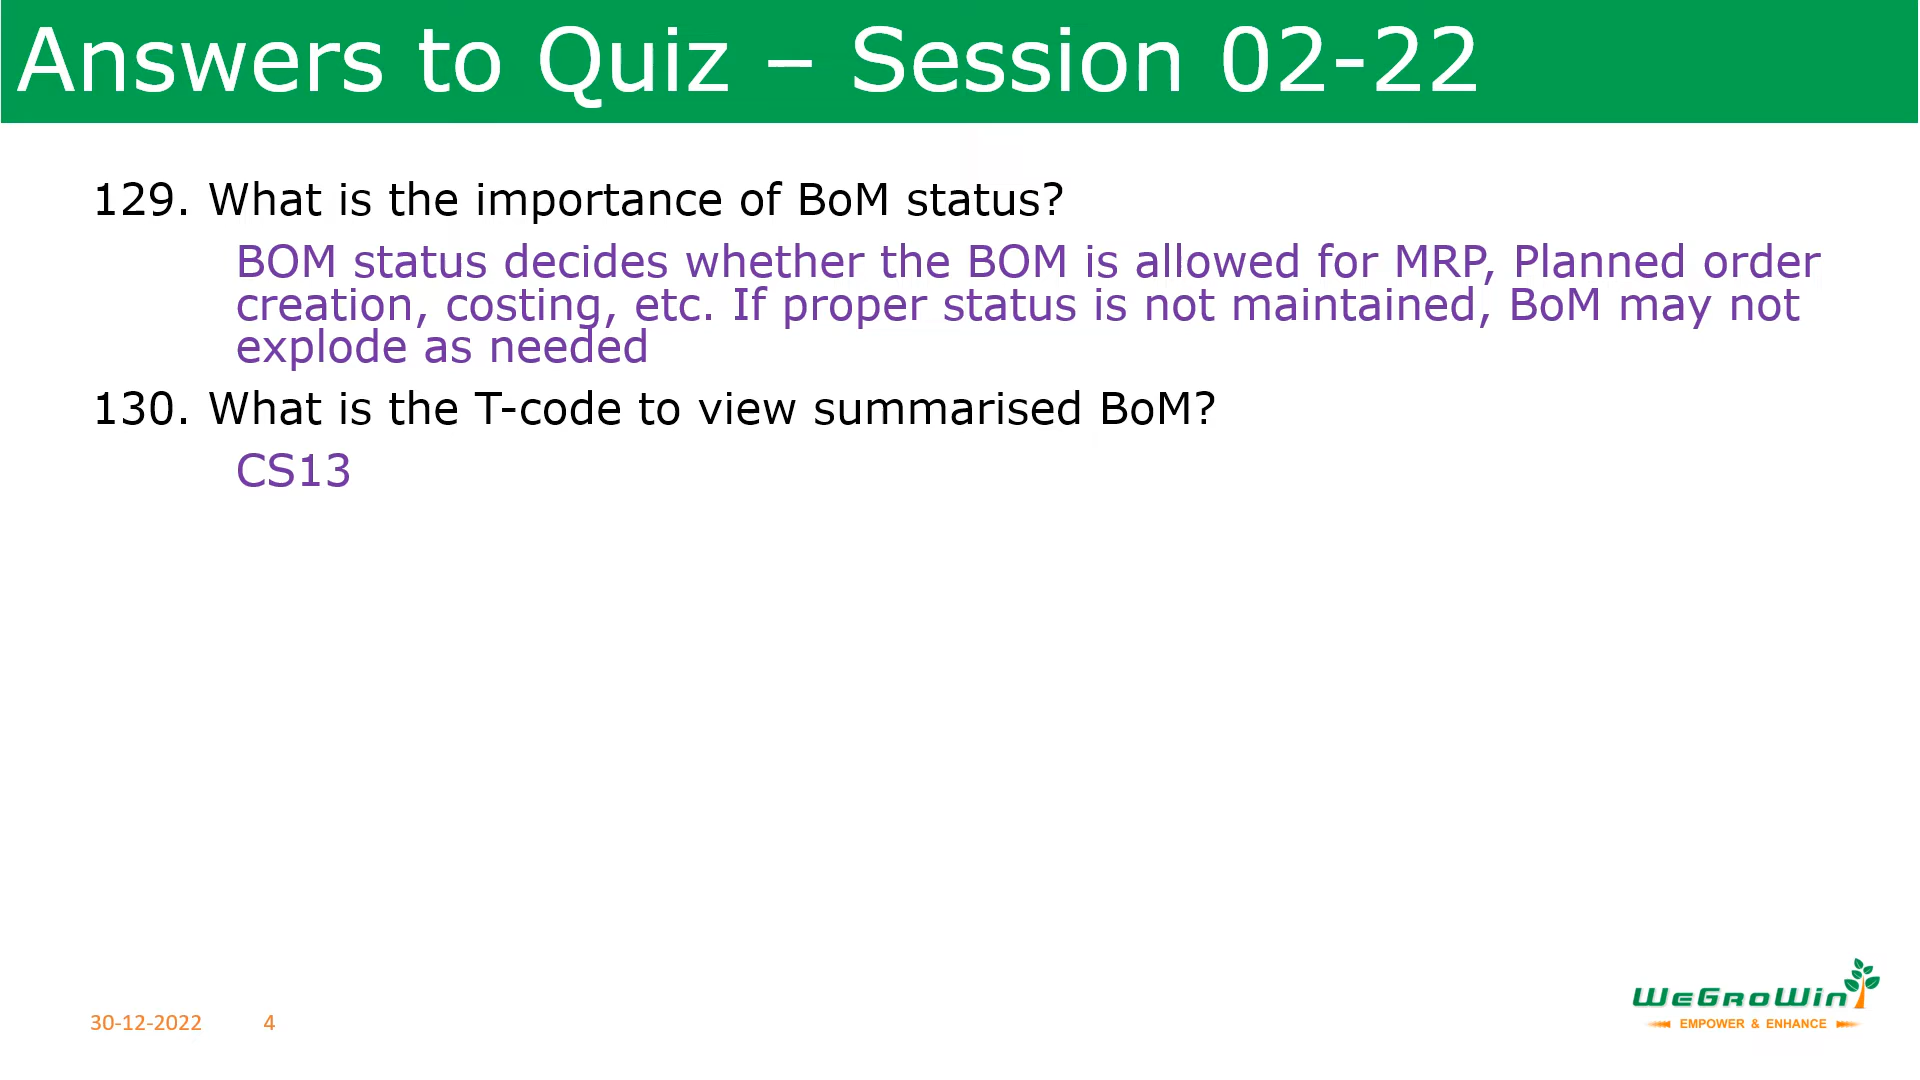 Answers to Quiz – Session 02-22
129. What is the importance of BoM status?
BOM status decides whether the BOM is allowed for MRP, Planned order
creation, costing, etc. If proper status is not maintained, BoM may not
explode as needed
130. What is the T-code to view summarised BoM?
CS13
30-12-2022 4
WeGroWin
EMPOWER & ENHANCE